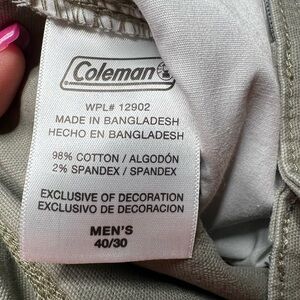 Coleman
WPL# 12902
MADE IN BANGLADESH
HECHO EN BANGLADESH
98% COTTON / ALGODÓN
2% SPANDEX / SPANDEX
EXCLUSIVE OF DECORATION
EXCLUSIVO DE DECORACION
MEN'S
40/30